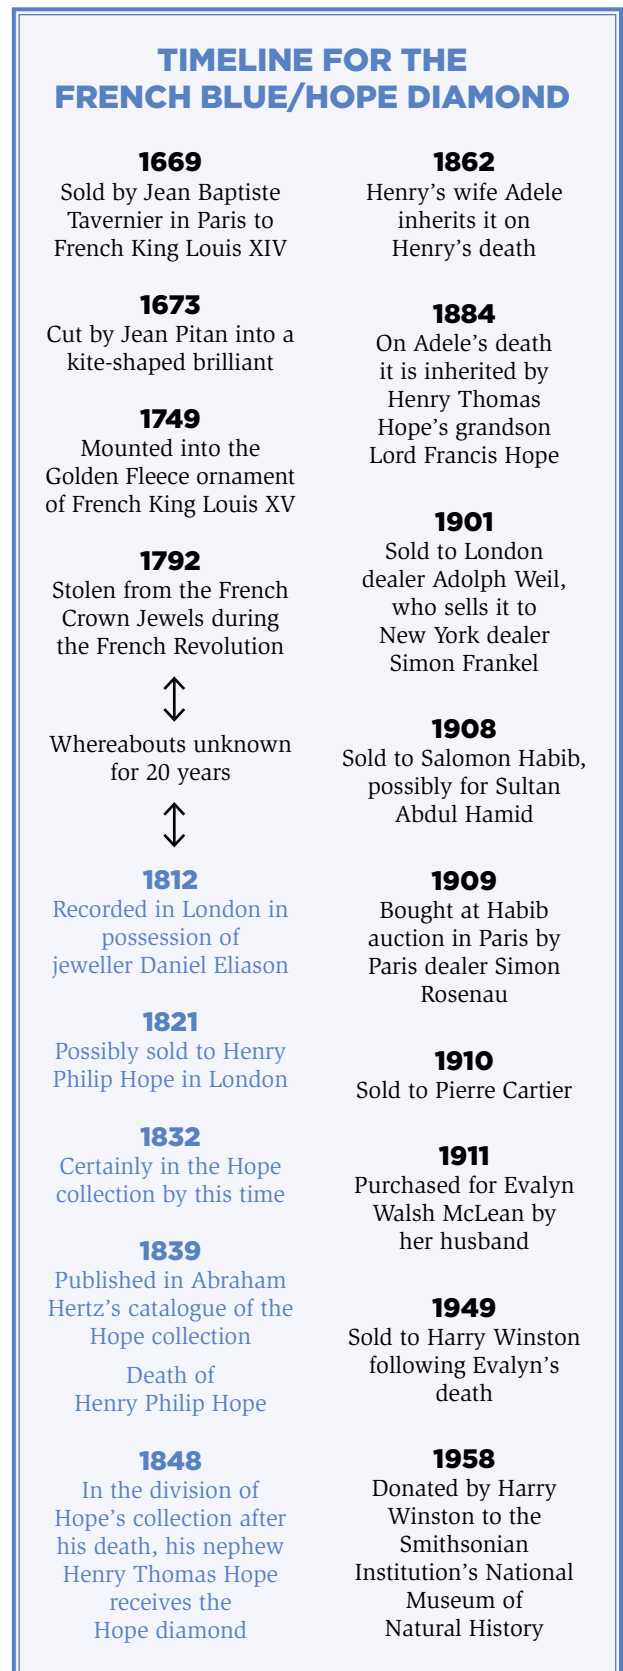 TIMELINE FOR THE
FRENCH BLUE/HOPE DIAMOND
1669
Sold by Jean Baptiste
Tavernier in Paris to
French King Louis XIV
1673
Cut by Jean Pitan into a
kite-shaped brilliant
1749
Mounted into the
Golden Fleece ornament
of French King Louis XV
1792
Stolen from the French
Crown Jewels during
the French Revolution
↕
Whereabouts unknown
for 20 years
↕
1812
Recorded in London in
possession of
jeweller Daniel Eliason
1821
Possibly sold to Henry
Philip Hope in London
1832
Certainly in the Hope
collection by this time
1839
Published in Abraham
Hertz’s catalogue of the
Hope collection
Death of
Henry Philip Hope
1848
In the division of
Hope’s collection after
his death, his nephew
Henry Thomas Hope
receives the
Hope diamond
1862
Henry’s wife Adele
inherits it on
Henry’s death
1884
On Adele’s death
it is inherited by
Henry Thomas
Hope’s grandson
Lord Francis Hope
1901
Sold to London
dealer Adolph Weil,
who sells it to
New York dealer
Simon Frankel
1908
Sold to Salomon Habib,
possibly for Sultan
Abdul Hamid
1909
Bought at Habib
auction in Paris by
Paris dealer Simon
Rosenau
1910
Sold to Pierre Cartier
1911
Purchased for Evalyn
Walsh McLean by
her husband
1949
Sold to Harry Winston
following Evalyn’s
death
1958
Donated by Harry
Winston to the
Smithsonian
Institution’s National
Museum of
Natural History